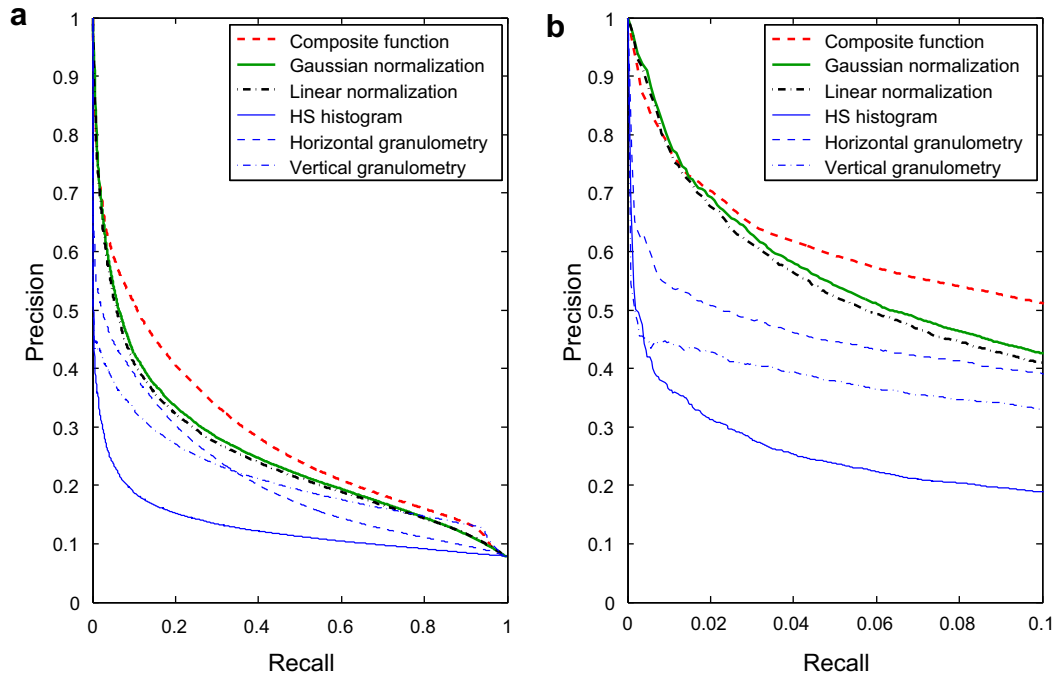 a
1
0.9
0.8
0.7
0.6
0.5
0.4
0.3
0.2
0.1
0
Precision
0
0.2
0.4
0.6
0.8
1
Recall
Composite function
Gaussian normalization
Linear normalization
HS histogram
Horizontal granulometry
Vertical granulometry
b
1
0.9
0.8
0.7
0.6
0.5
0.4
0.3
0.2
0.1
0
Precision
0
0.02
0.04
0.06
0.08
0.1
Recall
Composite function
Gaussian normalization
Linear normalization
HS histogram
Horizontal granulometry
Vertical granulometry